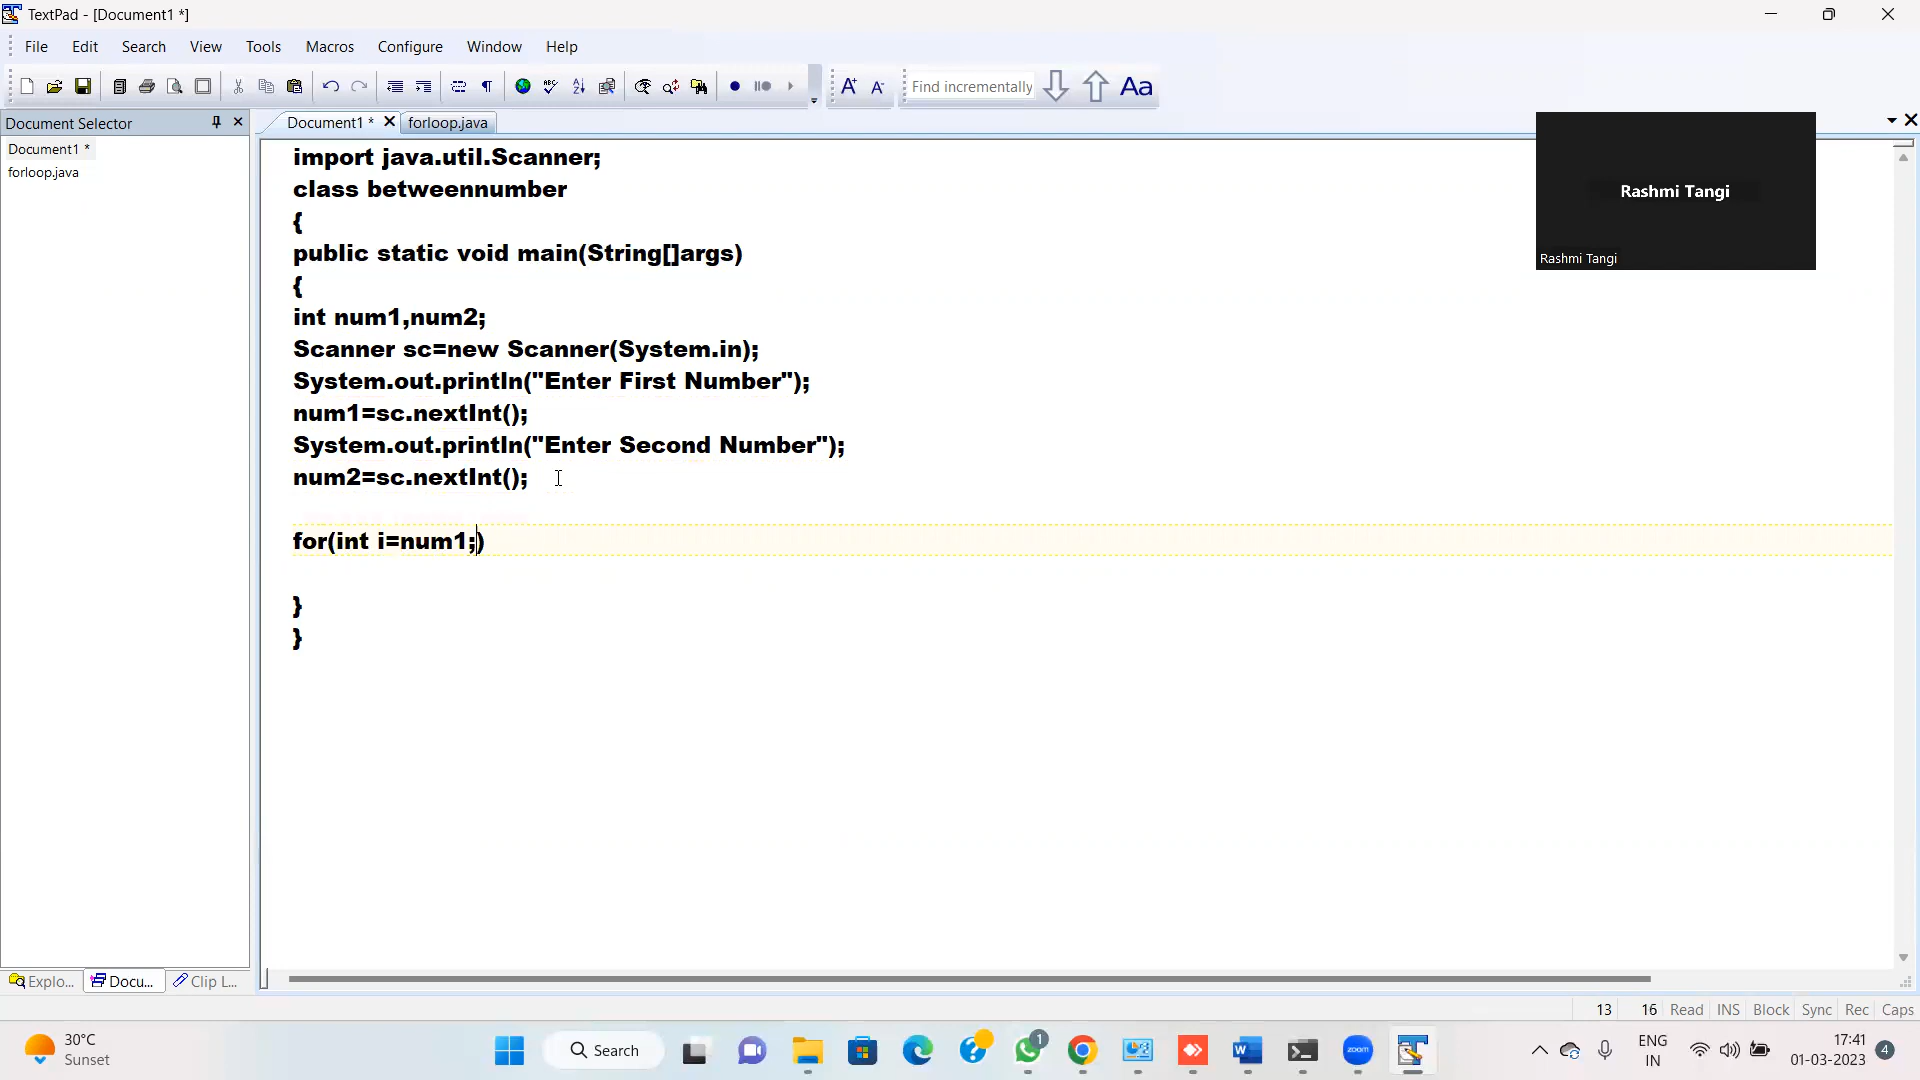 TextPad - [Document1 *]
File Edit Search View Tools Macros Configure Window Help
Find incrementally
Document Selector
Document1 *
forloop.java
Document1 *
forloop.java
import java.util.Scanner;
class betweennumber
{
public static void main(String[]args)
{
int num1,num2;
Scanner sc=new Scanner(System.in);
System.out.println("Enter First Number");
num1=sc.nextInt();
System.out.println("Enter Second Number");
num2=sc.nextInt();
for(int i=num1;)
}
}
Rashmi Tangi
Rashmi Tangi
Explo... Docu... Clip L...
13 16 Read INS Block Sync Rec Caps
30°C
Sunset
Search
1
zoom
ENG
IN
17:41
01-03-2023
4